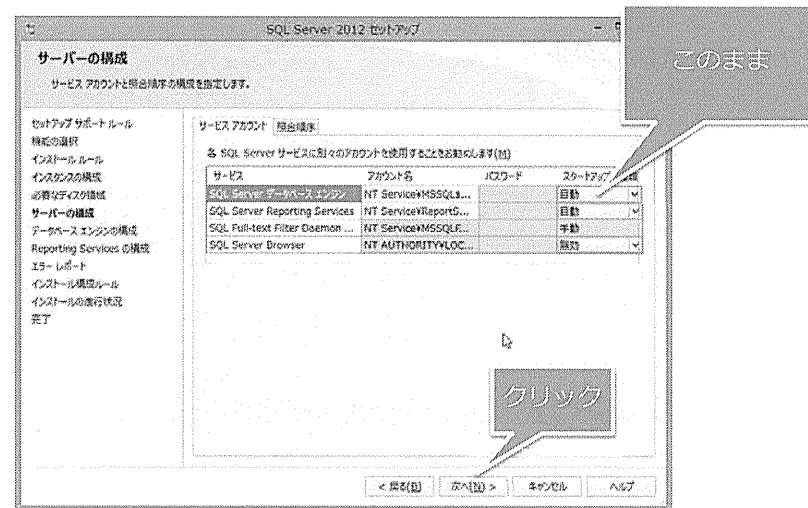 SQL Server 2012 セットアップ
このまま
サーバーの構成
サービス アカウントと照合順序の構成を指定します。
セットアップ サポート ルール
機能の選択
インストール ルール
インスタンスの構成
必要なディスク領域
サーバーの構成
データベース エンジンの構成
Reporting Services の構成
エラー レポート
インストール構成ルール
インストールの進行状況
完了
サービス アカウント 照合順序
各 SQL Server サービスに別々のアカウントを使用することをお勧めします(M)
サービス アカウント名 パスワード スタートアップ
SQL Server データベース エンジン NT Service¥MSSQL$... 自動
SQL Server Reporting Services NT Service¥ReportS... 自動
SQL Full-text Filter Daemon ... NT Service¥MSSQLF... 手動
SQL Server Browser NT AUTHORITY¥LOC... 無効
クリック
< 戻る(B) 次へ(N) > キャンセル ヘルプ